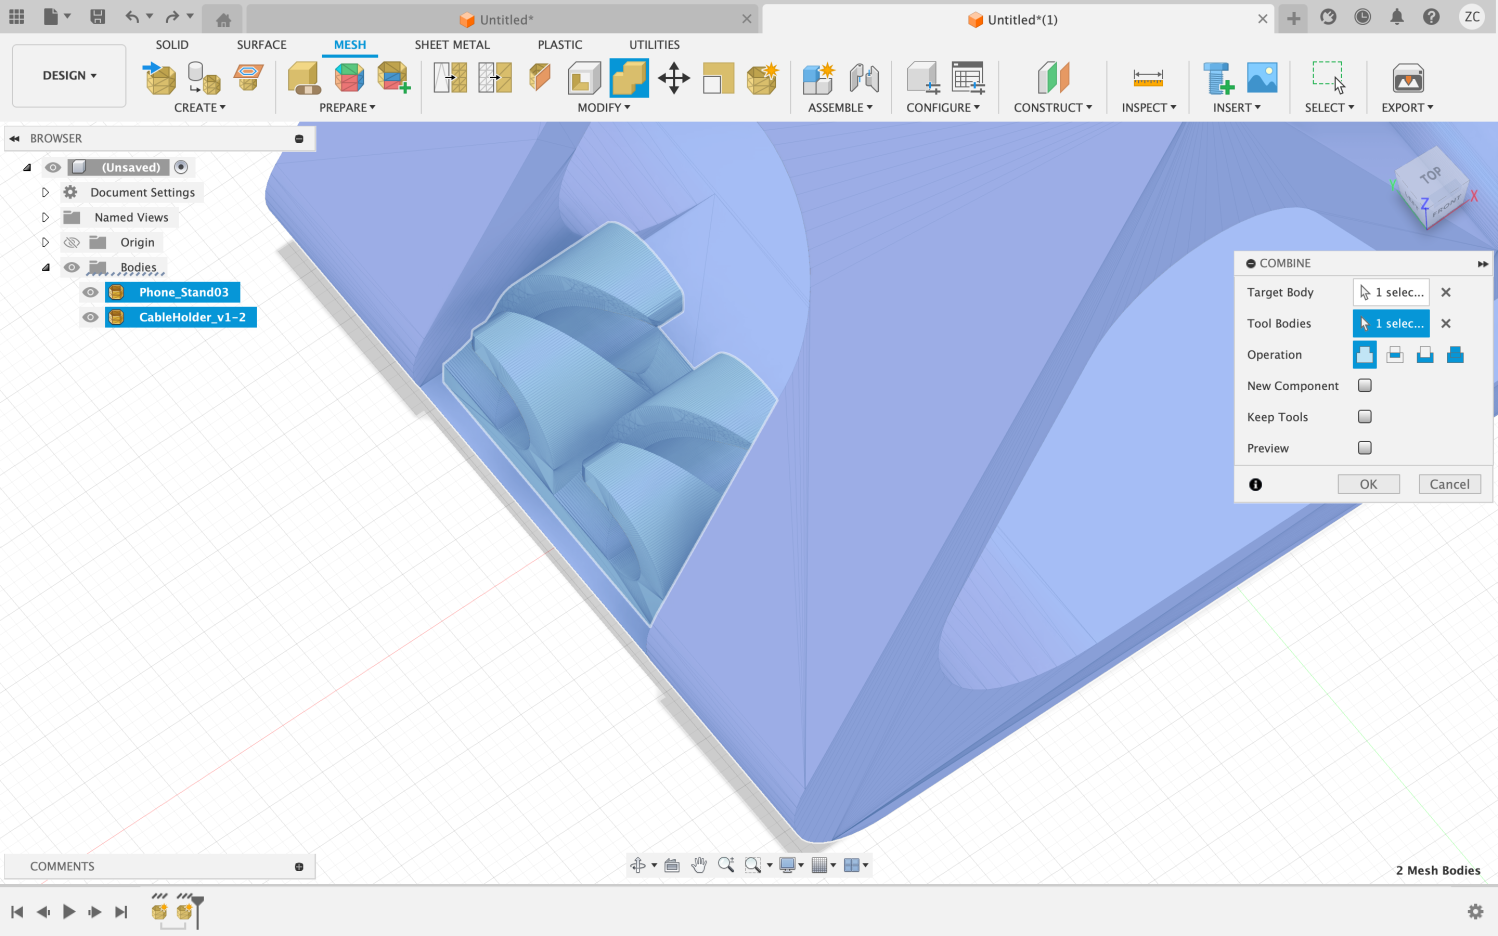 Untitled*
Untitled*(1)
ZC
DESIGN
SOLID
SURFACE
MESH
SHEET METAL
PLASTIC
UTILITIES
CREATE
PREPARE
MODIFY
ASSEMBLE
CONFIGURE
CONSTRUCT
INSPECT
INSERT
SELECT
EXPORT
BROWSER
(Unsaved)
Document Settings
Named Views
Origin
Bodies
Phone_Stand03
CableHolder_v1-2
TOP
FRONT
Z
X
COMBINE
Target Body
1 selec...
Tool Bodies
1 selec...
Operation
New Component
Keep Tools
Preview
OK
Cancel
COMMENTS
2 Mesh Bodies